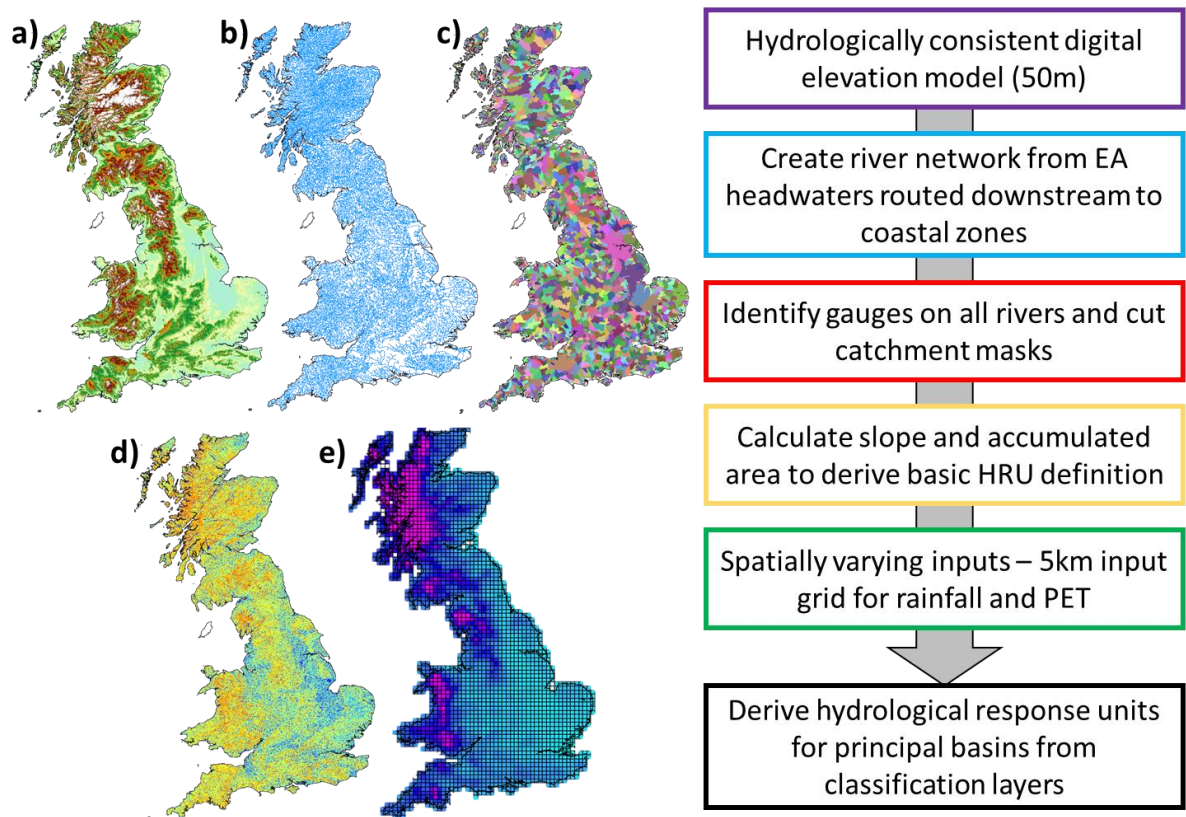 a)
b)
c)
d)
e)
Hydrologically consistent digital
elevation model (50m)
Create river network from EA
headwaters routed downstream to
coastal zones
Identify gauges on all rivers and cut
catchment masks
Calculate slope and accumulated
area to derive basic HRU definition
Spatially varying inputs – 5km input
grid for rainfall and PET
Derive hydrological response units
for principal basins from
classification layers